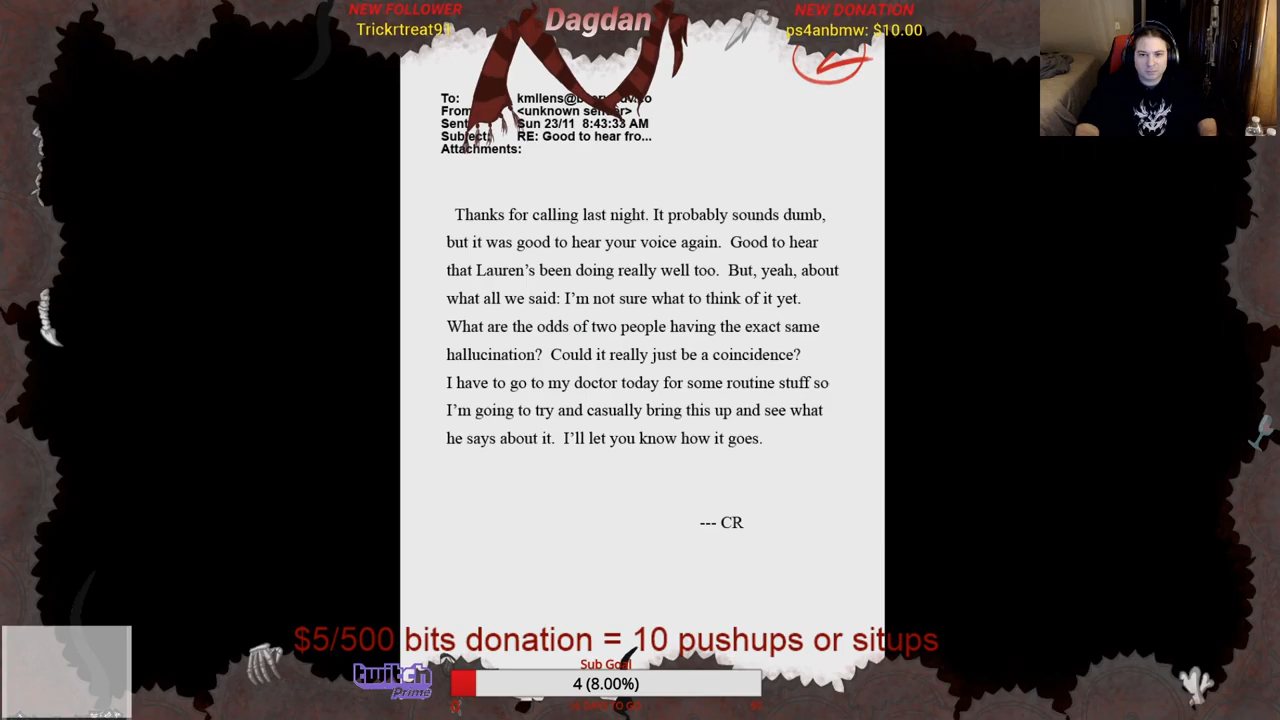 NEW FOLLOWER
Trickrtreat91
Dagdan
NEW DONATION
ps4anbmw: $10.00
To:
From
<unknown sender>
Sent
Sun 23/11 8:43:33 AM
Subject:
RE: Good to hear fro...
Attachments:
Thanks for calling last night. It probably sounds dumb,
but it was good to hear your voice again. Good to hear
that Lauren’s been doing really well too. But, yeah, about
what all we said: I’m not sure what to think of it yet.
What are the odds of two people having the exact same
hallucination? Could it really just be a coincidence?
I have to go to my doctor today for some routine stuff so
I’m going to try and casually bring this up and see what
he says about it. I’ll let you know how it goes.
--- CR
$5/500 bits donation = 10 pushups or situps
twitch
Prime
Sub Goal
4 (8.00%)